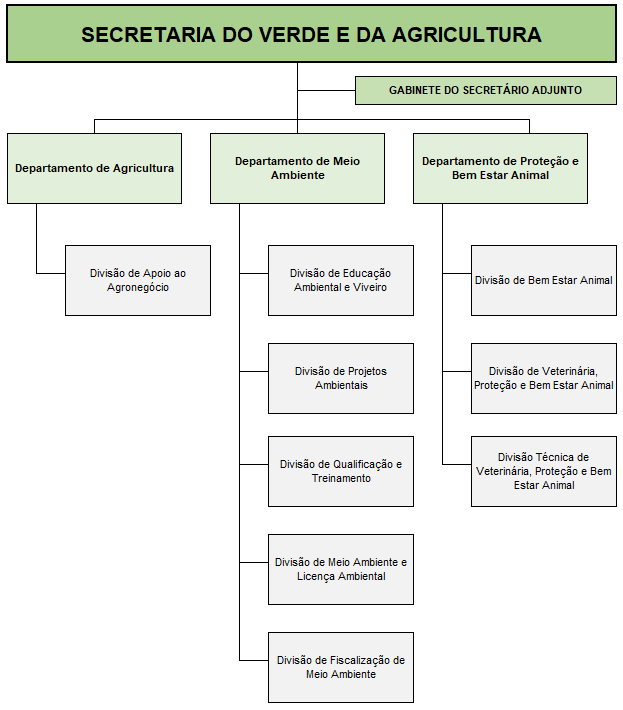 SECRETARIA DO VERDE E DA AGRICULTURA
GABINETE DO SECRETÁRIO ADJUNTO
Departamento de Agricultura
Departamento de Meio
Ambiente
Departamento de Proteção e
Bem Estar Animal
Divisão de Apoio ao
Agronegócio
Divisão de Educação
Ambiental e Viveiro
Divisão de Bem Estar Animal
Divisão de Projetos
Ambientais
Divisão de Veterinária,
Proteção e Bem Estar Animal
Divisão de Qualificação e
Treinamento
Divisão Técnica de
Veterinária, Proteção e Bem
Estar Animal
Divisão de Meio Ambiente e
Licença Ambiental
Divisão de Fiscalização de
Meio Ambiente